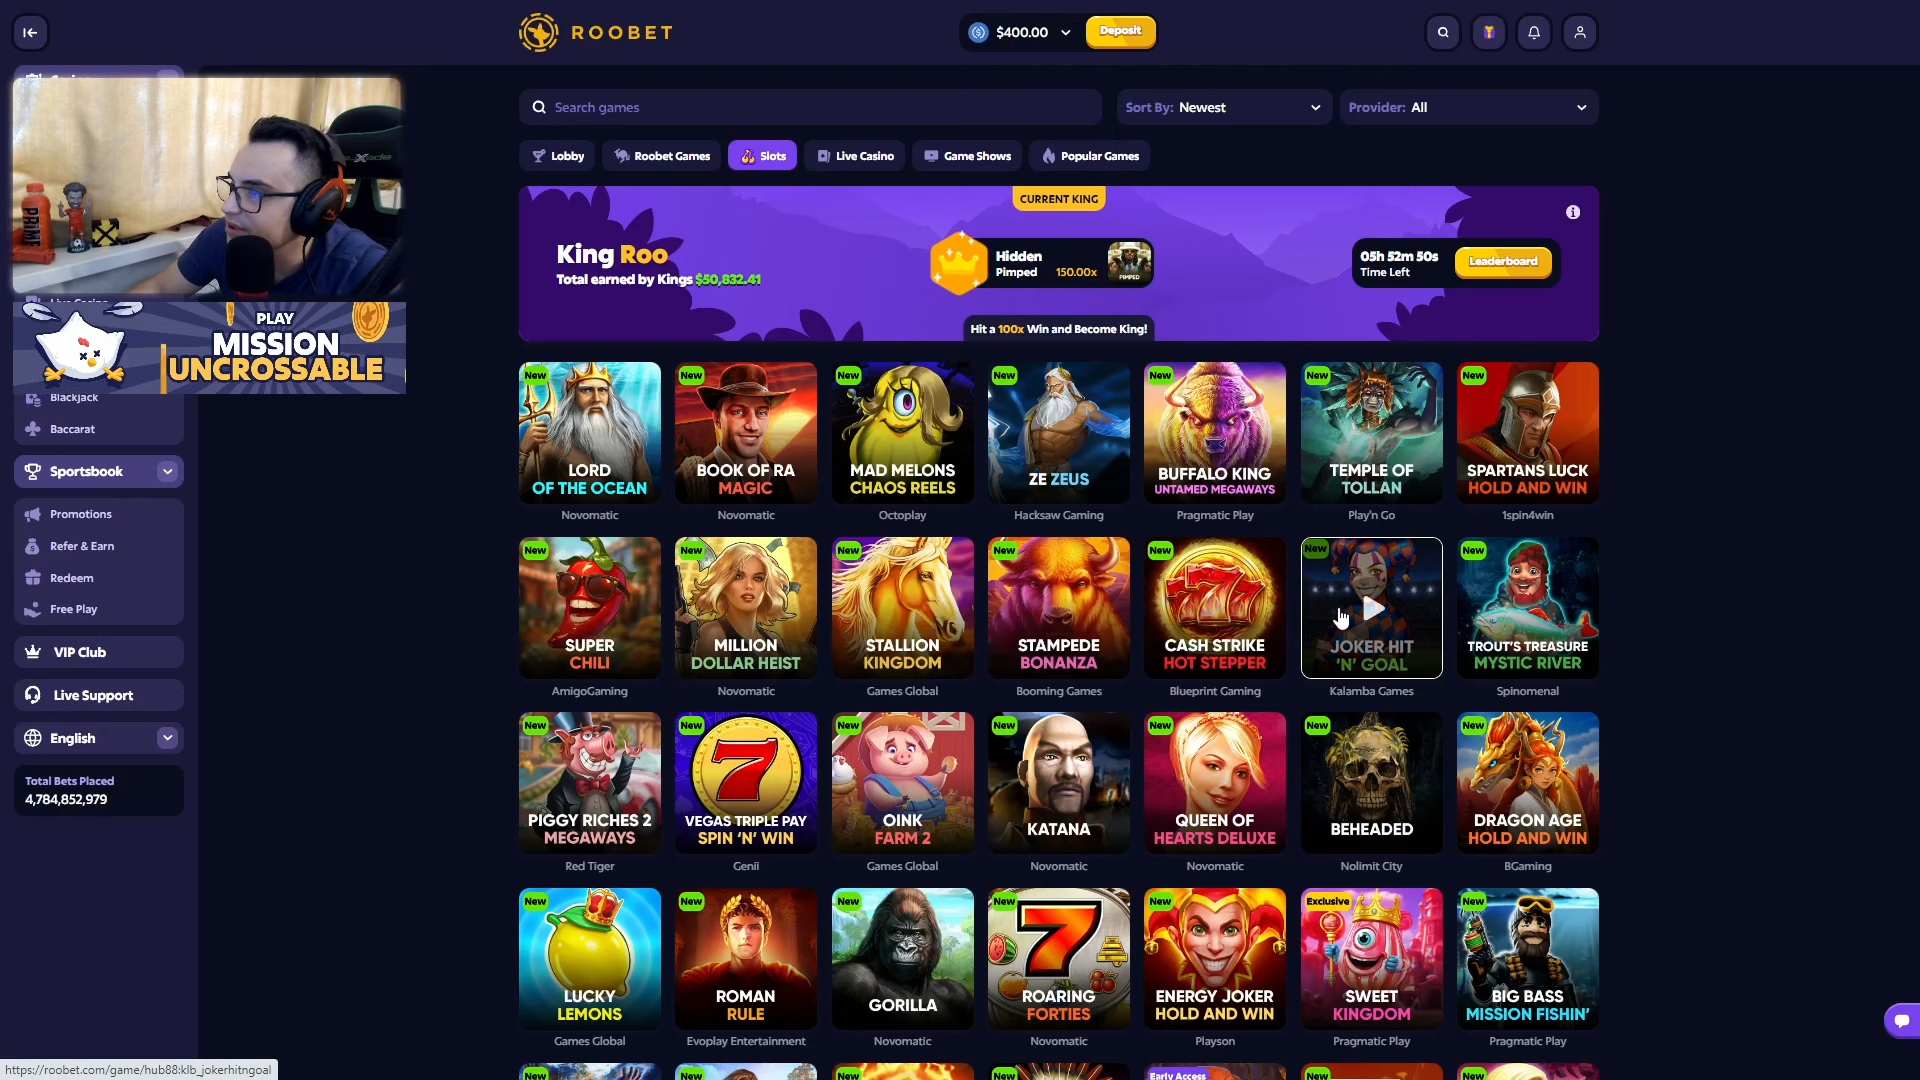 ROOBET
$400.00
Deposit
Search games
Sort By: Newest
Provider: All
Lobby
Roobet Games
Slots
Live Casino
Game Shows
Popular Games
CURRENT KING
King Roo
Total earned by Kings $50,832.41
Hidden
Pimped 150.00x
PIMPED
05h 52m 50s
Time Left
Leaderboard
Hit a 100x Win and Become King!
PRIME
PLAY
MISSION
UNCROSSABLE
Blackjack
Baccarat
Sportsbook
Promotions
Refer & Earn
Redeem
Free Play
VIP Club
Live Support
English
Total Bets Placed
4,784,852,979
New
LORD
OF THE OCEAN
Novomatic
New
BOOK OF RA
MAGIC
Novomatic
New
MAD MELONS
CHAOS REELS
Octoplay
New
ZE ZEUS
Hacksaw Gaming
New
BUFFALO KING
UNTAMED MEGAWAYS
Pragmatic Play
New
TEMPLE OF
TOLLAN
Play'n Go
New
SPARTANS LUCK
HOLD AND WIN
1spin4win
New
SUPER
CHILI
AmigoGaming
New
MILLION
DOLLAR HEIST
Novomatic
New
STALLION
KINGDOM
Games Global
New
STAMPEDE
BONANZA
Booming Games
New
777
CASH STRIKE
HOT STEPPER
Blueprint Gaming
New
JOKER HIT
'N' GOAL
Kalamba Games
New
TROUT'S TREASURE
MYSTIC RIVER
Spinomenal
New
PIGGY RICHES 2
MEGAWAYS
Red Tiger
New
7
VEGAS TRIPLE PAY
SPIN 'N' WIN
Genii
New
OINK
FARM 2
Games Global
New
KATANA
Novomatic
New
QUEEN OF
HEARTS DELUXE
Novomatic
New
BEHEADED
Nolimit City
New
DRAGON AGE
HOLD AND WIN
BGaming
New
LUCKY
LEMONS
Games Global
New
ROMAN
RULE
Evoplay Entertainment
New
GORILLA
Novomatic
New
7
ROARING
FORTIES
Novomatic
New
ENERGY JOKER
HOLD AND WIN
Playson
Exclusive
SWEET
KINGDOM
Pragmatic Play
New
BIG BASS
MISSION FISHIN'
Pragmatic Play
New
New
New
New
Early Access
New
New
https://roobet.com/game/hub88:klb_jokerhitngoal